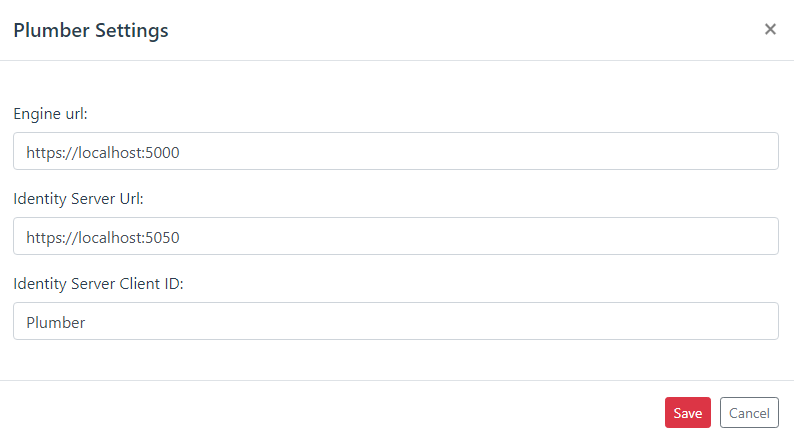 Plumber Settings
Engine url:
https://localhost:5000
Identity Server Url:
https://localhost:5050
Identity Server Client ID:
Plumber
Save Cancel